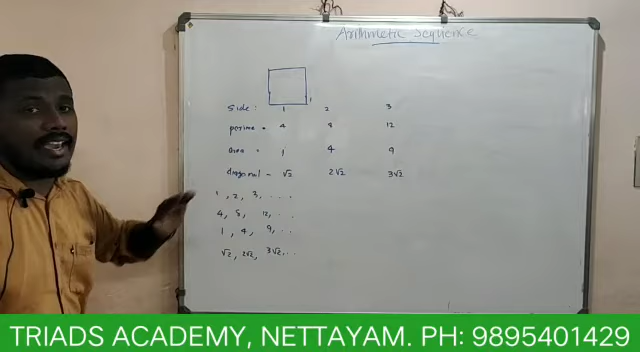 Arithmetic Sequence
1
Side : 1 2 3
perime = 4 8 12
Area = 1 4 9
diagonal = √2 2√2 3√2
1, 2, 3, ....
4, 8, 12, ...
1, 4, 9, ...
√2, 2√2, 3√2, ...
TRIADS ACADEMY, NETTAYAM. PH: 9895401429